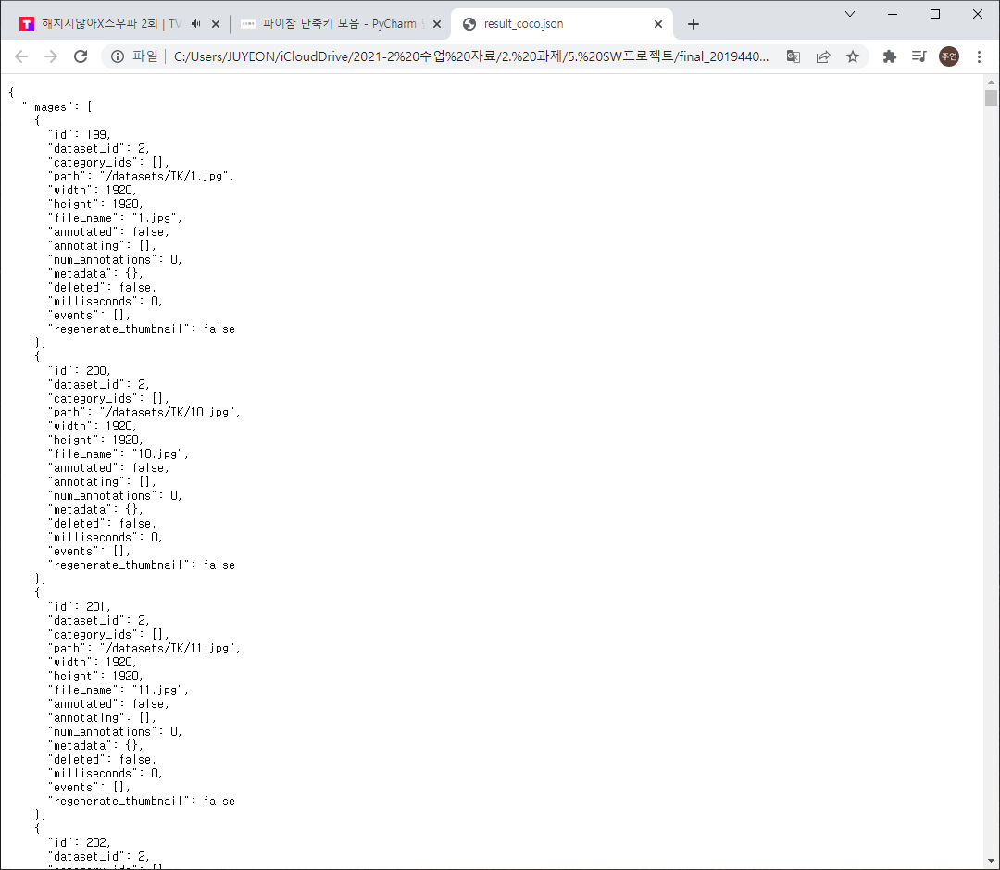 해치지않아X스우파 2회 | TV
파이참 단축키 모음 - PyCharm
result_coco.json
파일
C:/Users/JUYEON/iCloudDrive/2021-2%20수업%20자료/2.%20과제/5.%20SW프로젝트/final_2019440...
주연
{
"images": [
{
"id": 199,
"dataset_id": 2,
"category_ids": [],
"path": "/datasets/TK/1.jpg",
"width": 1920,
"height": 1920,
"file_name": "1.jpg",
"annotated": false,
"annotating": [],
"num_annotations": 0,
"metadata": {},
"deleted": false,
"milliseconds": 0,
"events": [],
"regenerate_thumbnail": false
},
{
"id": 200,
"dataset_id": 2,
"category_ids": [],
"path": "/datasets/TK/10.jpg",
"width": 1920,
"height": 1920,
"file_name": "10.jpg",
"annotated": false,
"annotating": [],
"num_annotations": 0,
"metadata": {},
"deleted": false,
"milliseconds": 0,
"events": [],
"regenerate_thumbnail": false
},
{
"id": 201,
"dataset_id": 2,
"category_ids": [],
"path": "/datasets/TK/11.jpg",
"width": 1920,
"height": 1920,
"file_name": "11.jpg",
"annotated": false,
"annotating": [],
"num_annotations": 0,
"metadata": {},
"deleted": false,
"milliseconds": 0,
"events": [],
"regenerate_thumbnail": false
},
{
"id": 202,
"dataset_id": 2,
"category_ids": [],